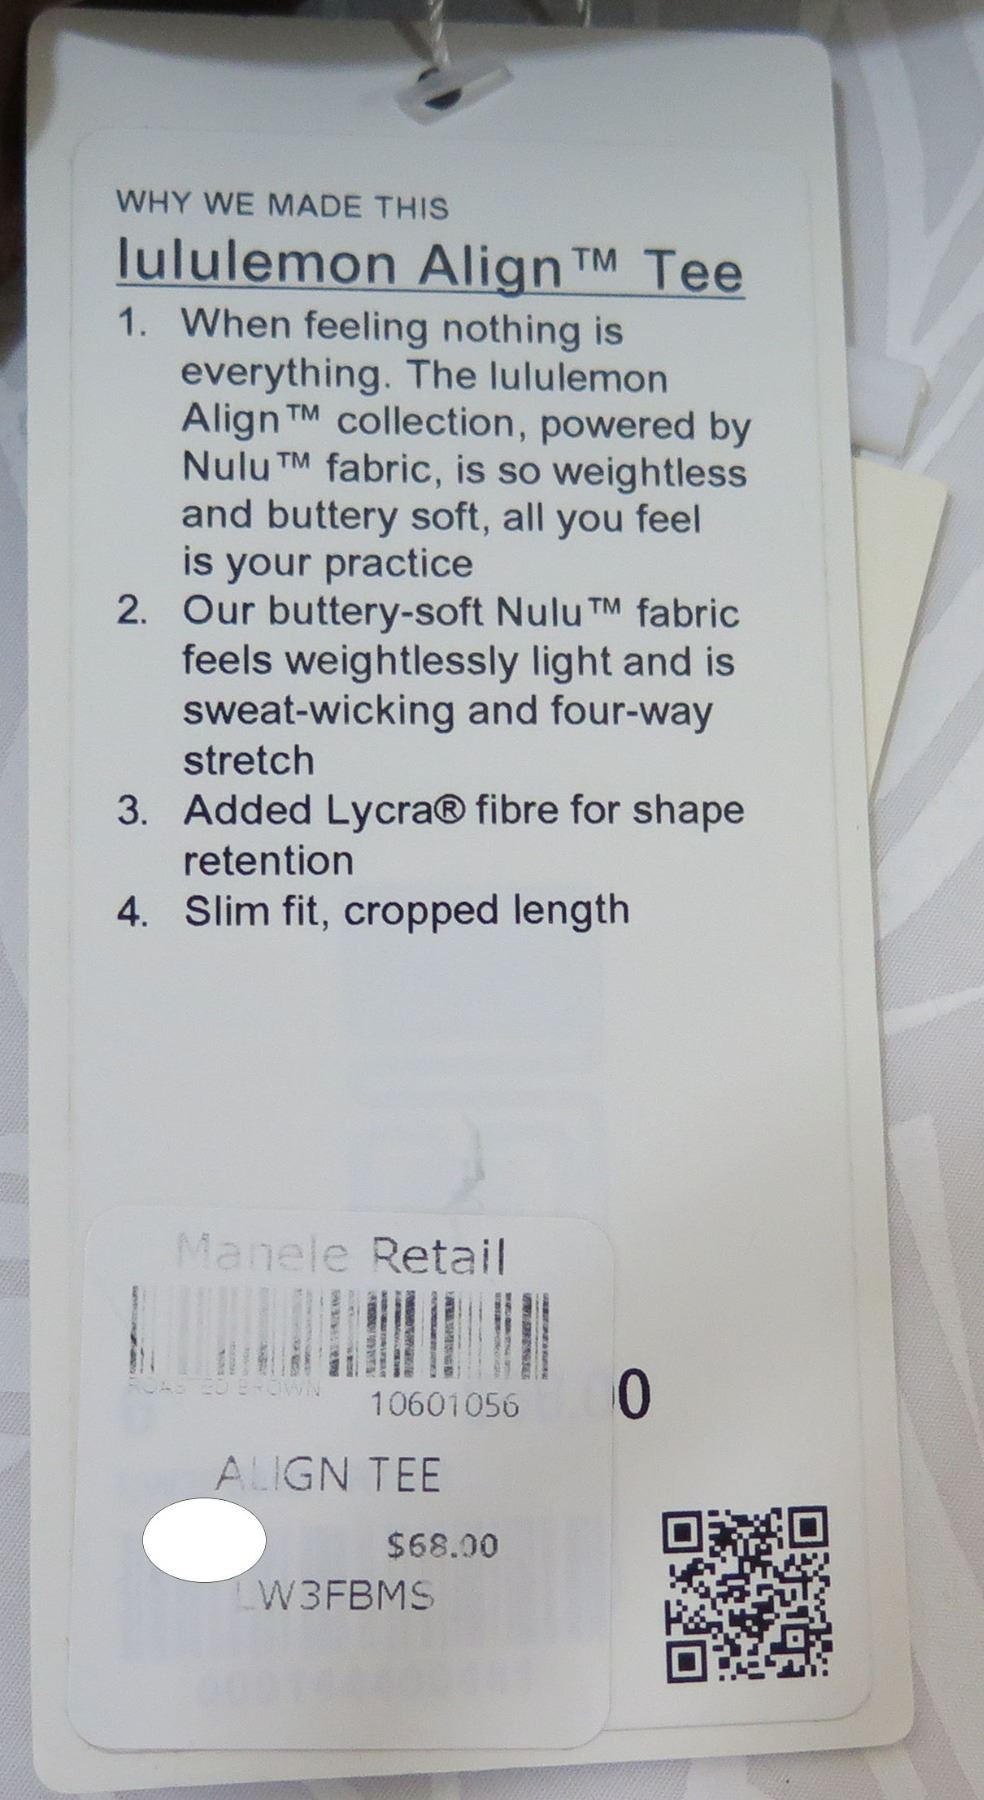 WHY WE MADE THIS
lululemon Align™ Tee
1. When feeling nothing is
everything. The lululemon
Align™ collection, powered by
Nulu™ fabric, is so weightless
and buttery soft, all you feel
is your practice
2. Our buttery-soft Nulu™ fabric
feels weightlessly light and is
sweat-wicking and four-way
stretch
3. Added Lycra® fibre for shape
retention
4. Slim fit, cropped length
Manele Retail
BROWN
10601056
0
ALIGN TEE
$68.00
LW3FBMS